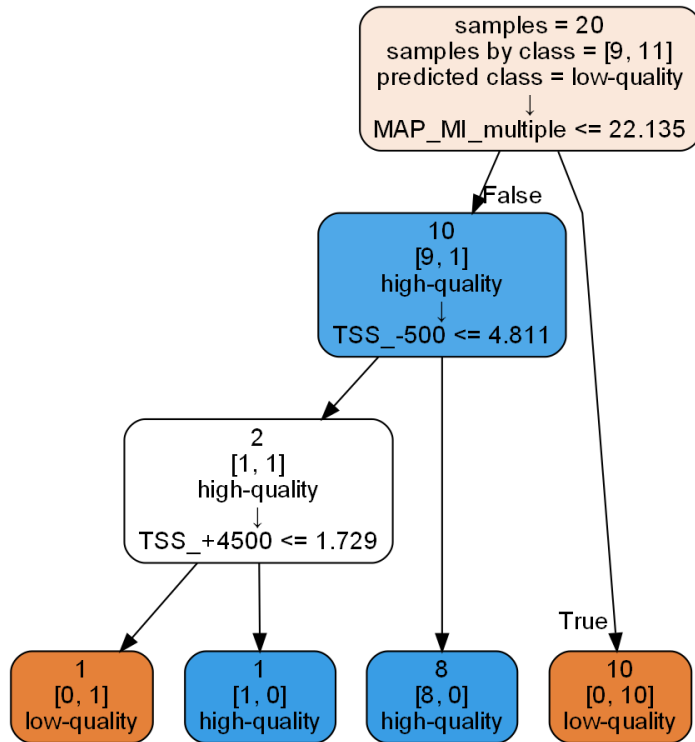 samples = 20
samples by class = [9, 11]
predicted class = low-quality
↓
MAP_MI_multiple <= 22.135
False
10
[9, 1]
high-quality
↓
TSS_-500 <= 4.811
2
[1, 1]
high-quality
↓
TSS_+4500 <= 1.729
True
1
[0, 1]
low-quality
1
[1, 0]
high-quality
8
[8, 0]
high-quality
10
[0, 10]
low-quality